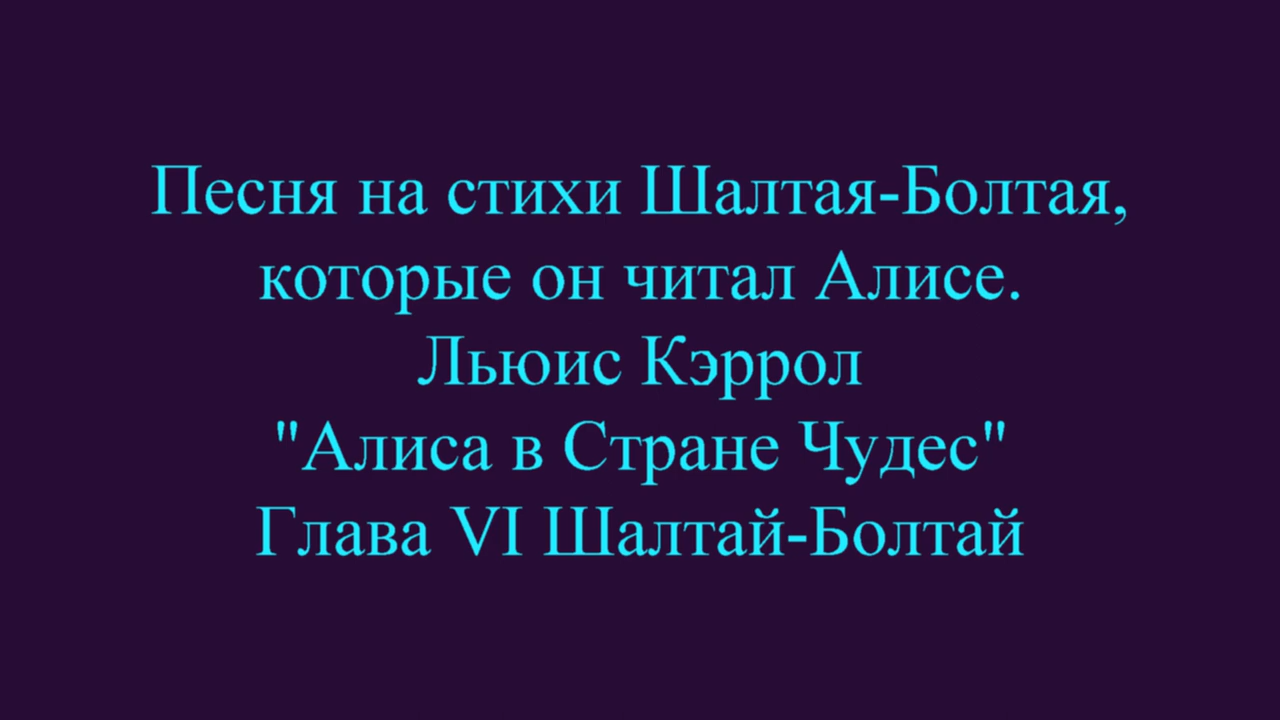 Песня на стихи Шалтая-Болтая,
которые он читал Алисе.
Льюис Кэррол
"Алиса в Стране Чудес"
Глава VI Шалтай-Болтай